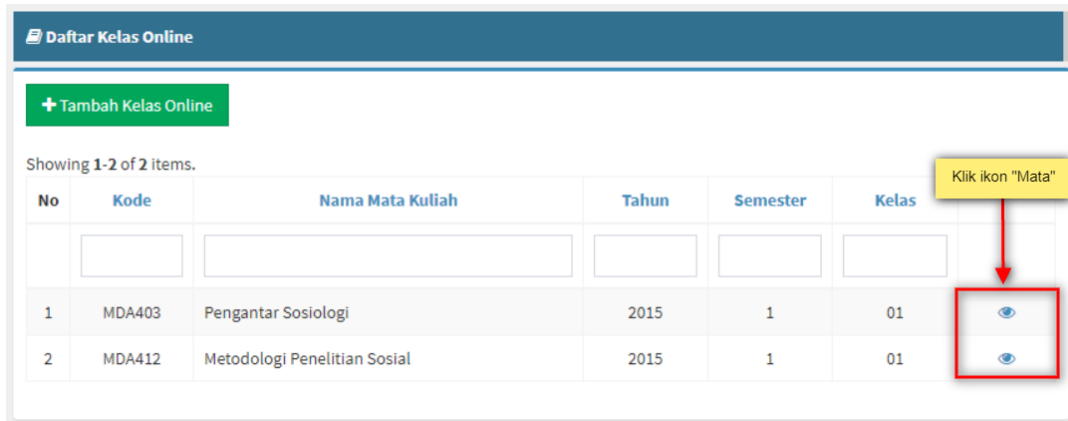 Daftar Kelas Online
+ Tambah Kelas Online
Showing 1-2 of 2 items.
Klik ikon "Mata"
No Kode Nama Mata Kuliah Tahun Semester Kelas
1 MDA403 Pengantar Sosiologi 2015 1 01
2 MDA412 Metodologi Penelitian Sosial 2015 1 01